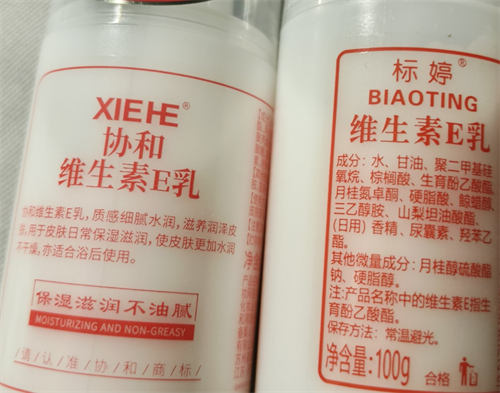 XIEHE®
协和
维生素E乳
协和维生素E乳，质感细腻水润，滋养润泽皮
肤，用于皮肤日常保湿滋润，使皮肤更加水润
不干燥，亦适合浴后使用。
保湿滋润不油腻
MOISTURIZING AND NON-GREASY
/请/认/准/协/和/商/标/
标婷®
BIAOTING
维生素E乳
成分：水、甘油、聚二甲基硅
氧烷、棕榈酸、生育酚乙酸酯、
月桂氮卓酮、硬脂酸、鲸蜡醇、
三乙醇胺、山梨坦油酸酯、
(日用)香精、尿囊素、羟苯乙
酯。
其他微量成分：月桂醇硫酸酯
钠、硬脂醇。
注:产品名称中的维生素E指生
育酚乙酸酯。
保存方法：常温避光。
净含量:100g 合格